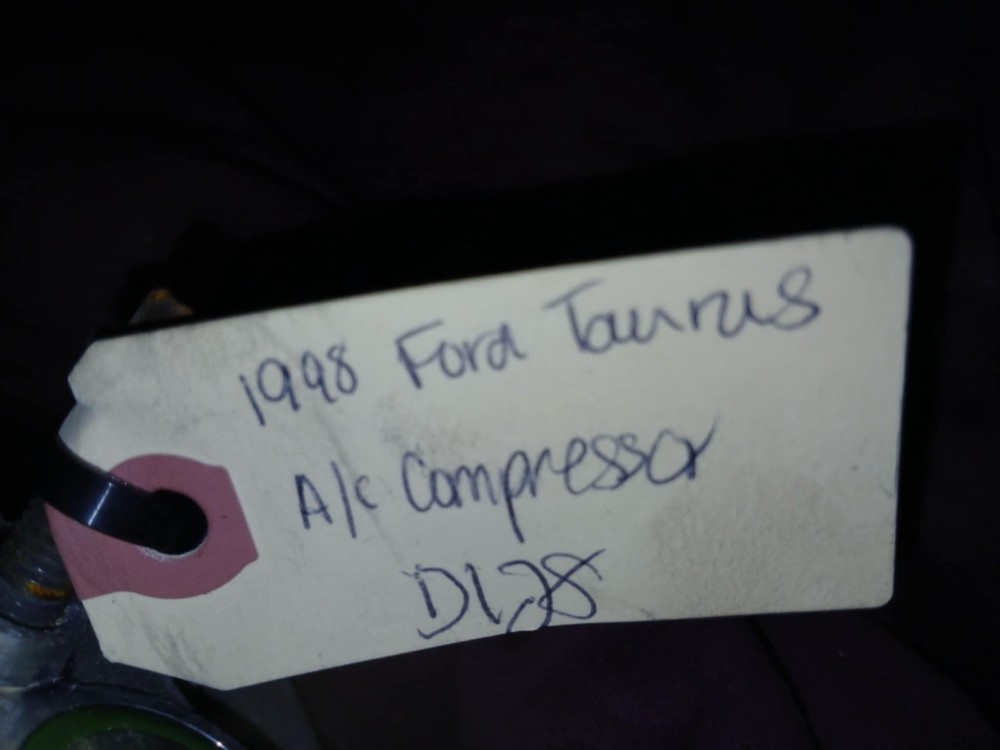 1998 Ford Taurus
A/c Compressor
D128